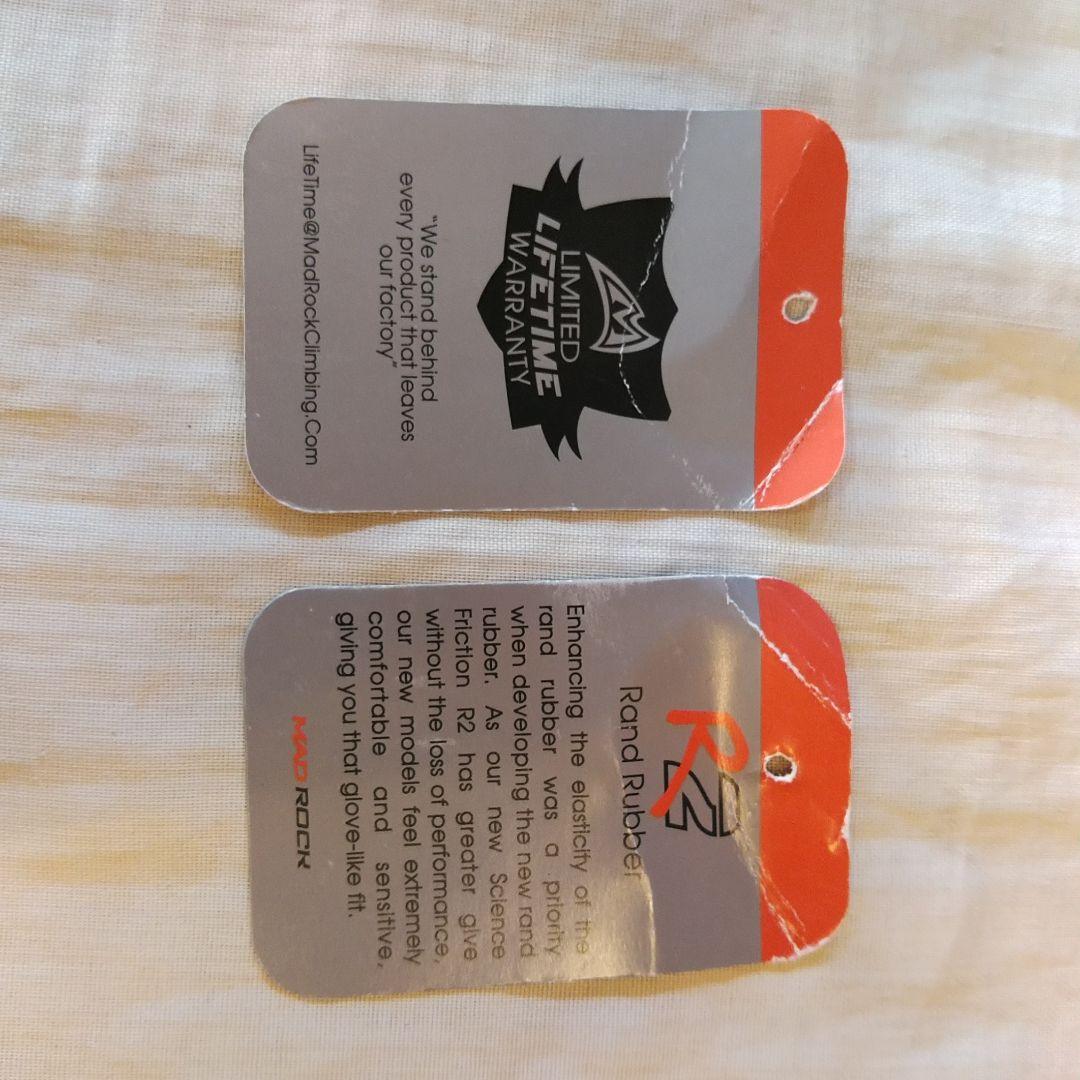 LIMITED
LIFETIME
WARRANTY
"We stand behind
every product that leaves
our factory"
LifeTime@MadRockClimbing.Com
R2
Rand Rubber
Enhancing the elasticity of the
rand rubber was a priority
when developing the new rand
rubber. As our new Science
Friction R2 has greater give
without the loss of performance,
our new models feel extremely
comfortable and sensitive,
giving you that glove-like fit.
MAD ROCK